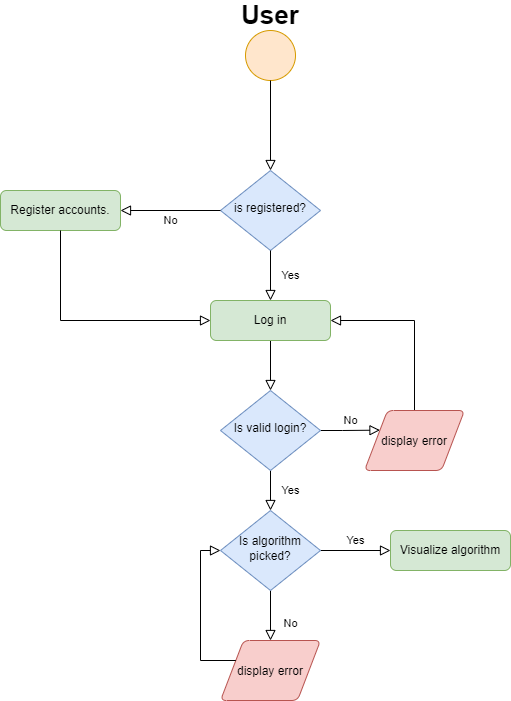 User
is registered?
Register accounts.
No
Yes
Log in
Is valid login?
No
display error
Yes
Is algorithm
picked?
Yes
Visualize algorithm
No
display error